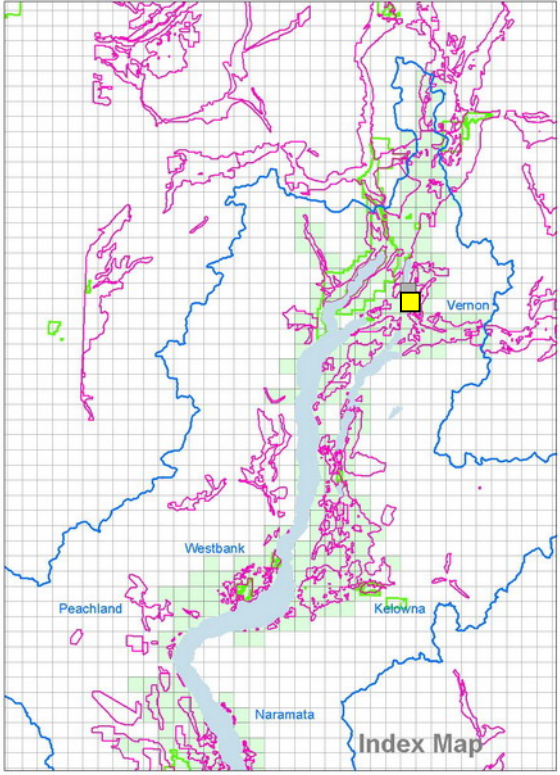 Vernon
Westbank
Peachland
Kelowna
Naramata
Index Map